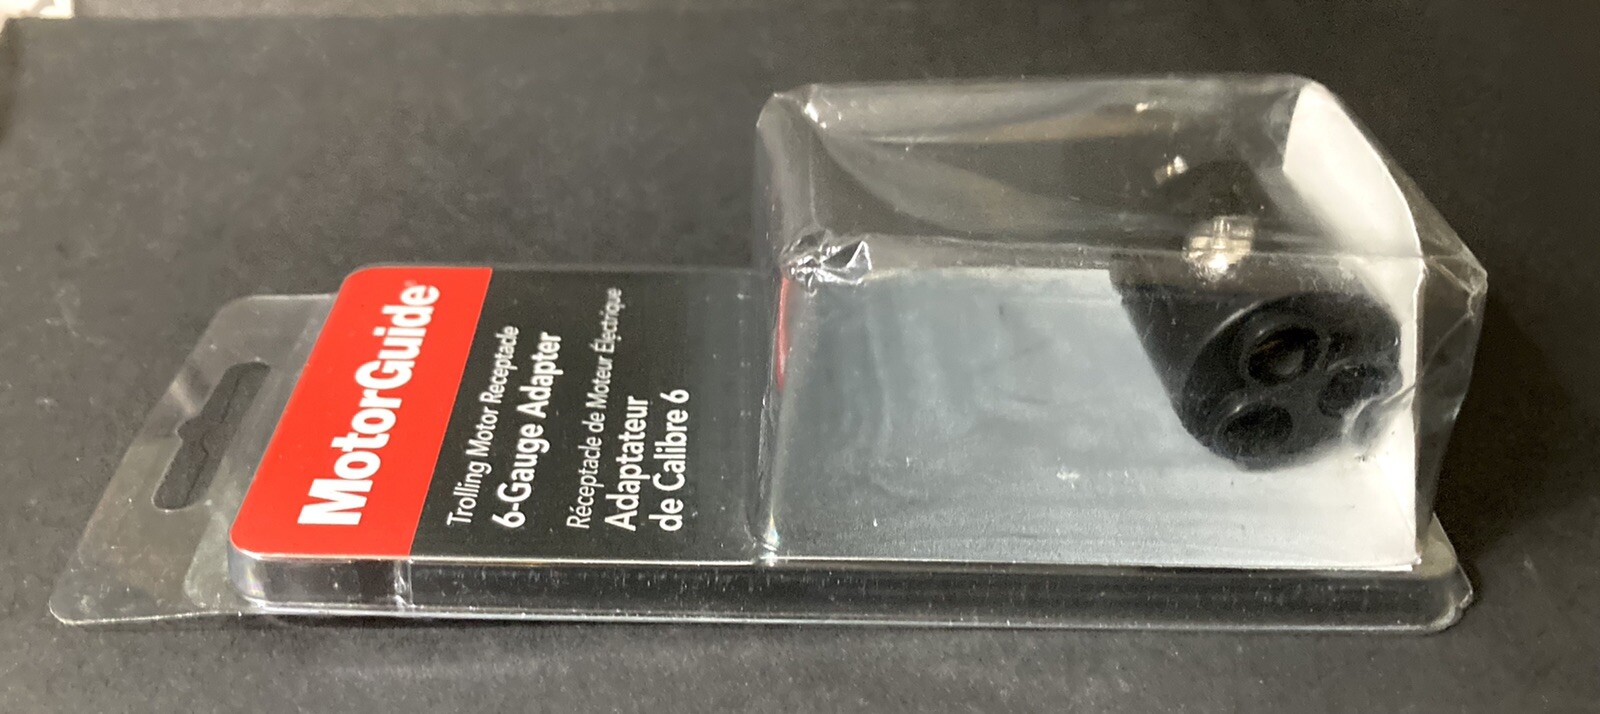 MotorGuide
Trolling Motor Receptacle
6-Gauge Adapter
Réceptacle de Moteur Électrique
Adaptateur
de Calibre 6